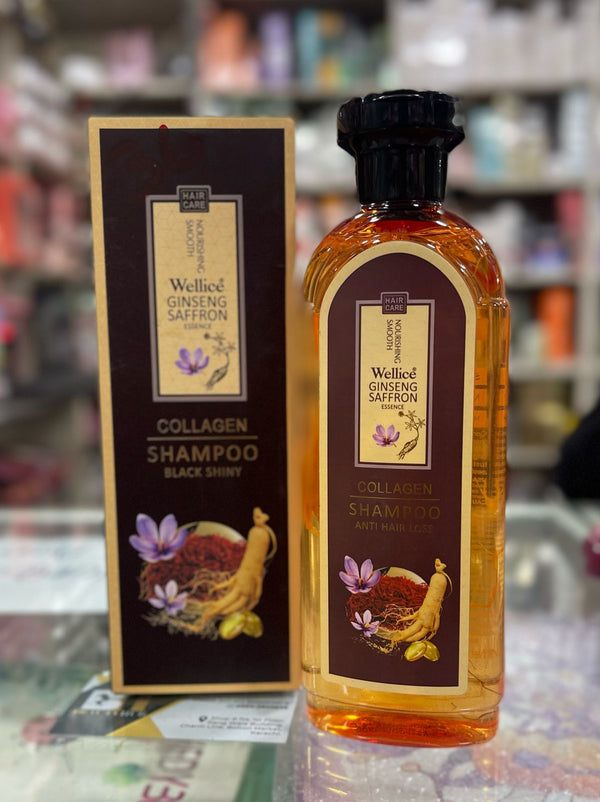 HAIR
CARE
NOURISHING
SMOOTH
Wellice®
GINSENG
SAFFRON
ESSENCE
COLLAGEN
SHAMPOO
BLACK SHINY
HAIR
CARE
NOURISHING
SMOOTH
Wellice®
GINSENG
SAFFRON
ESSENCE
COLLAGEN
SHAMPOO
ANTI HAIR LOSS
Karachi